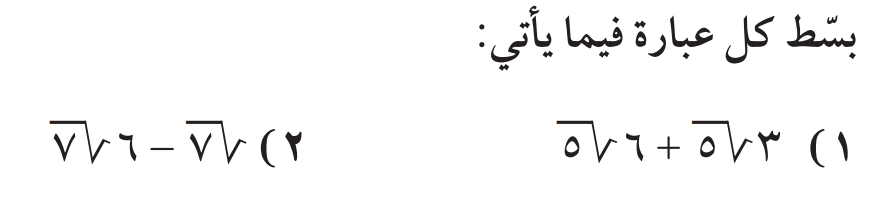 بسّط كل عبارة فيما يأتي:
١) ٣√٥ + ٦√٥ ٢) √٧ − ٦√٧